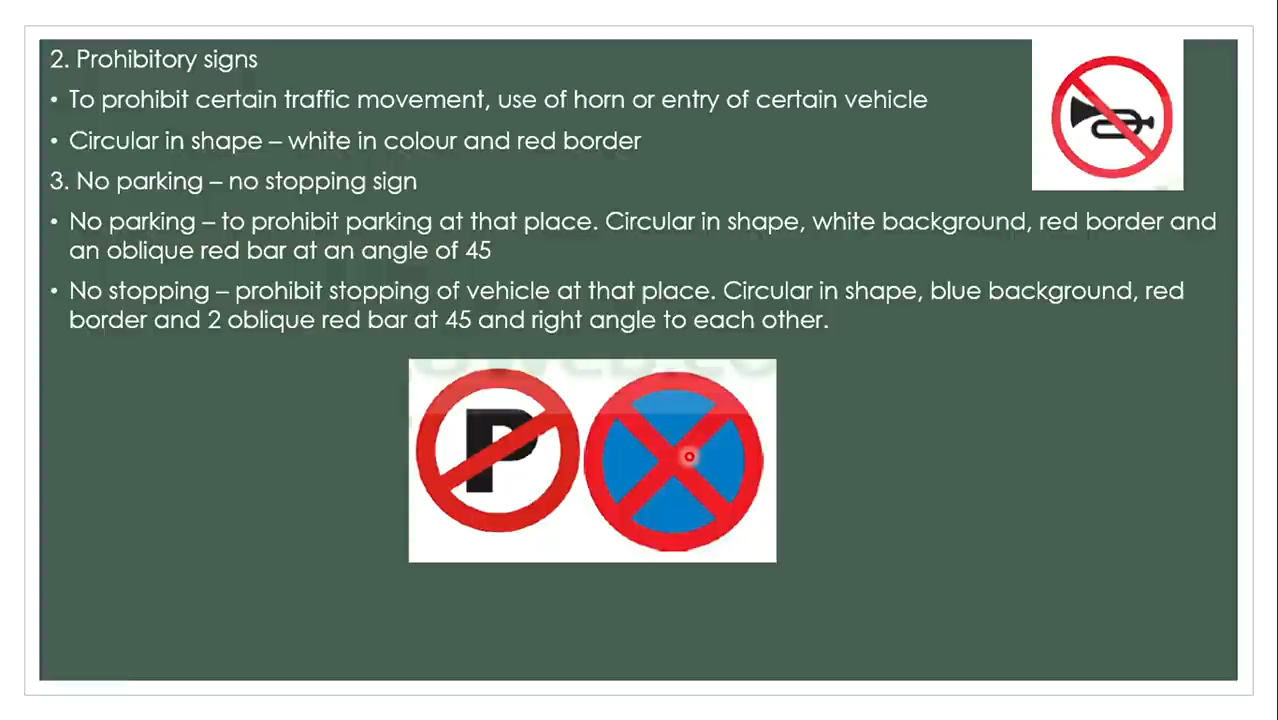 2. Prohibitory signs
• To prohibit certain traffic movement, use of horn or entry of certain vehicle
• Circular in shape – white in colour and red border
3. No parking – no stopping sign
• No parking – to prohibit parking at that place. Circular in shape, white background, red border and
an oblique red bar at an angle of 45
• No stopping – prohibit stopping of vehicle at that place. Circular in shape, blue background, red
border and 2 oblique red bar at 45 and right angle to each other.
P